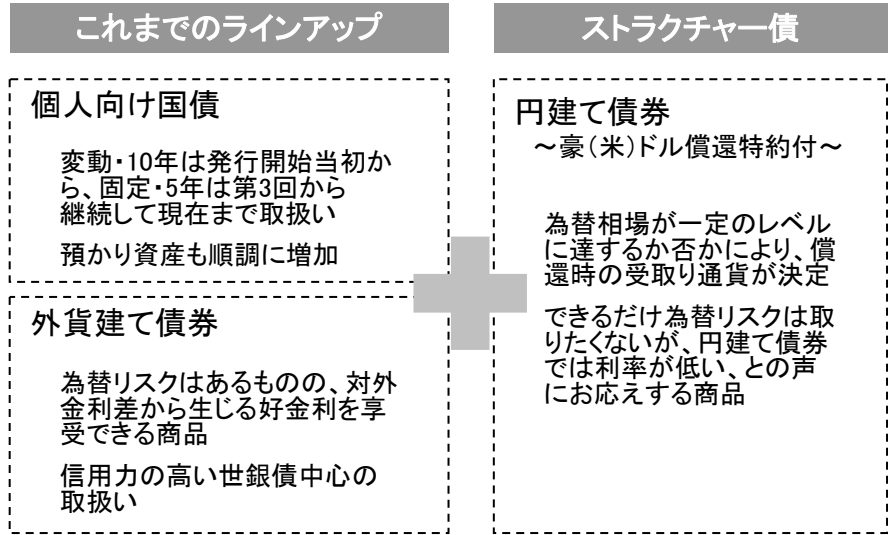 これまでのラインアップ
個人向け国債
変動・10年は発行開始当初か
ら、固定・5年は第3回から
継続して現在まで取扱い
預かり資産も順調に増加
外貨建て債券
為替リスクはあるものの、対外
金利差から生じる好金利を享
受できる商品
信用力の高い世銀債中心の
取扱い
ストラクチャー債
円建て債券
～豪（米）ドル償還特約付～
為替相場が一定のレベル
に達するか否かにより、償
還時の受取り通貨が決定
できるだけ為替リスクは取
りたくないが、円建て債券
では利率が低い、との声
にお応えする商品